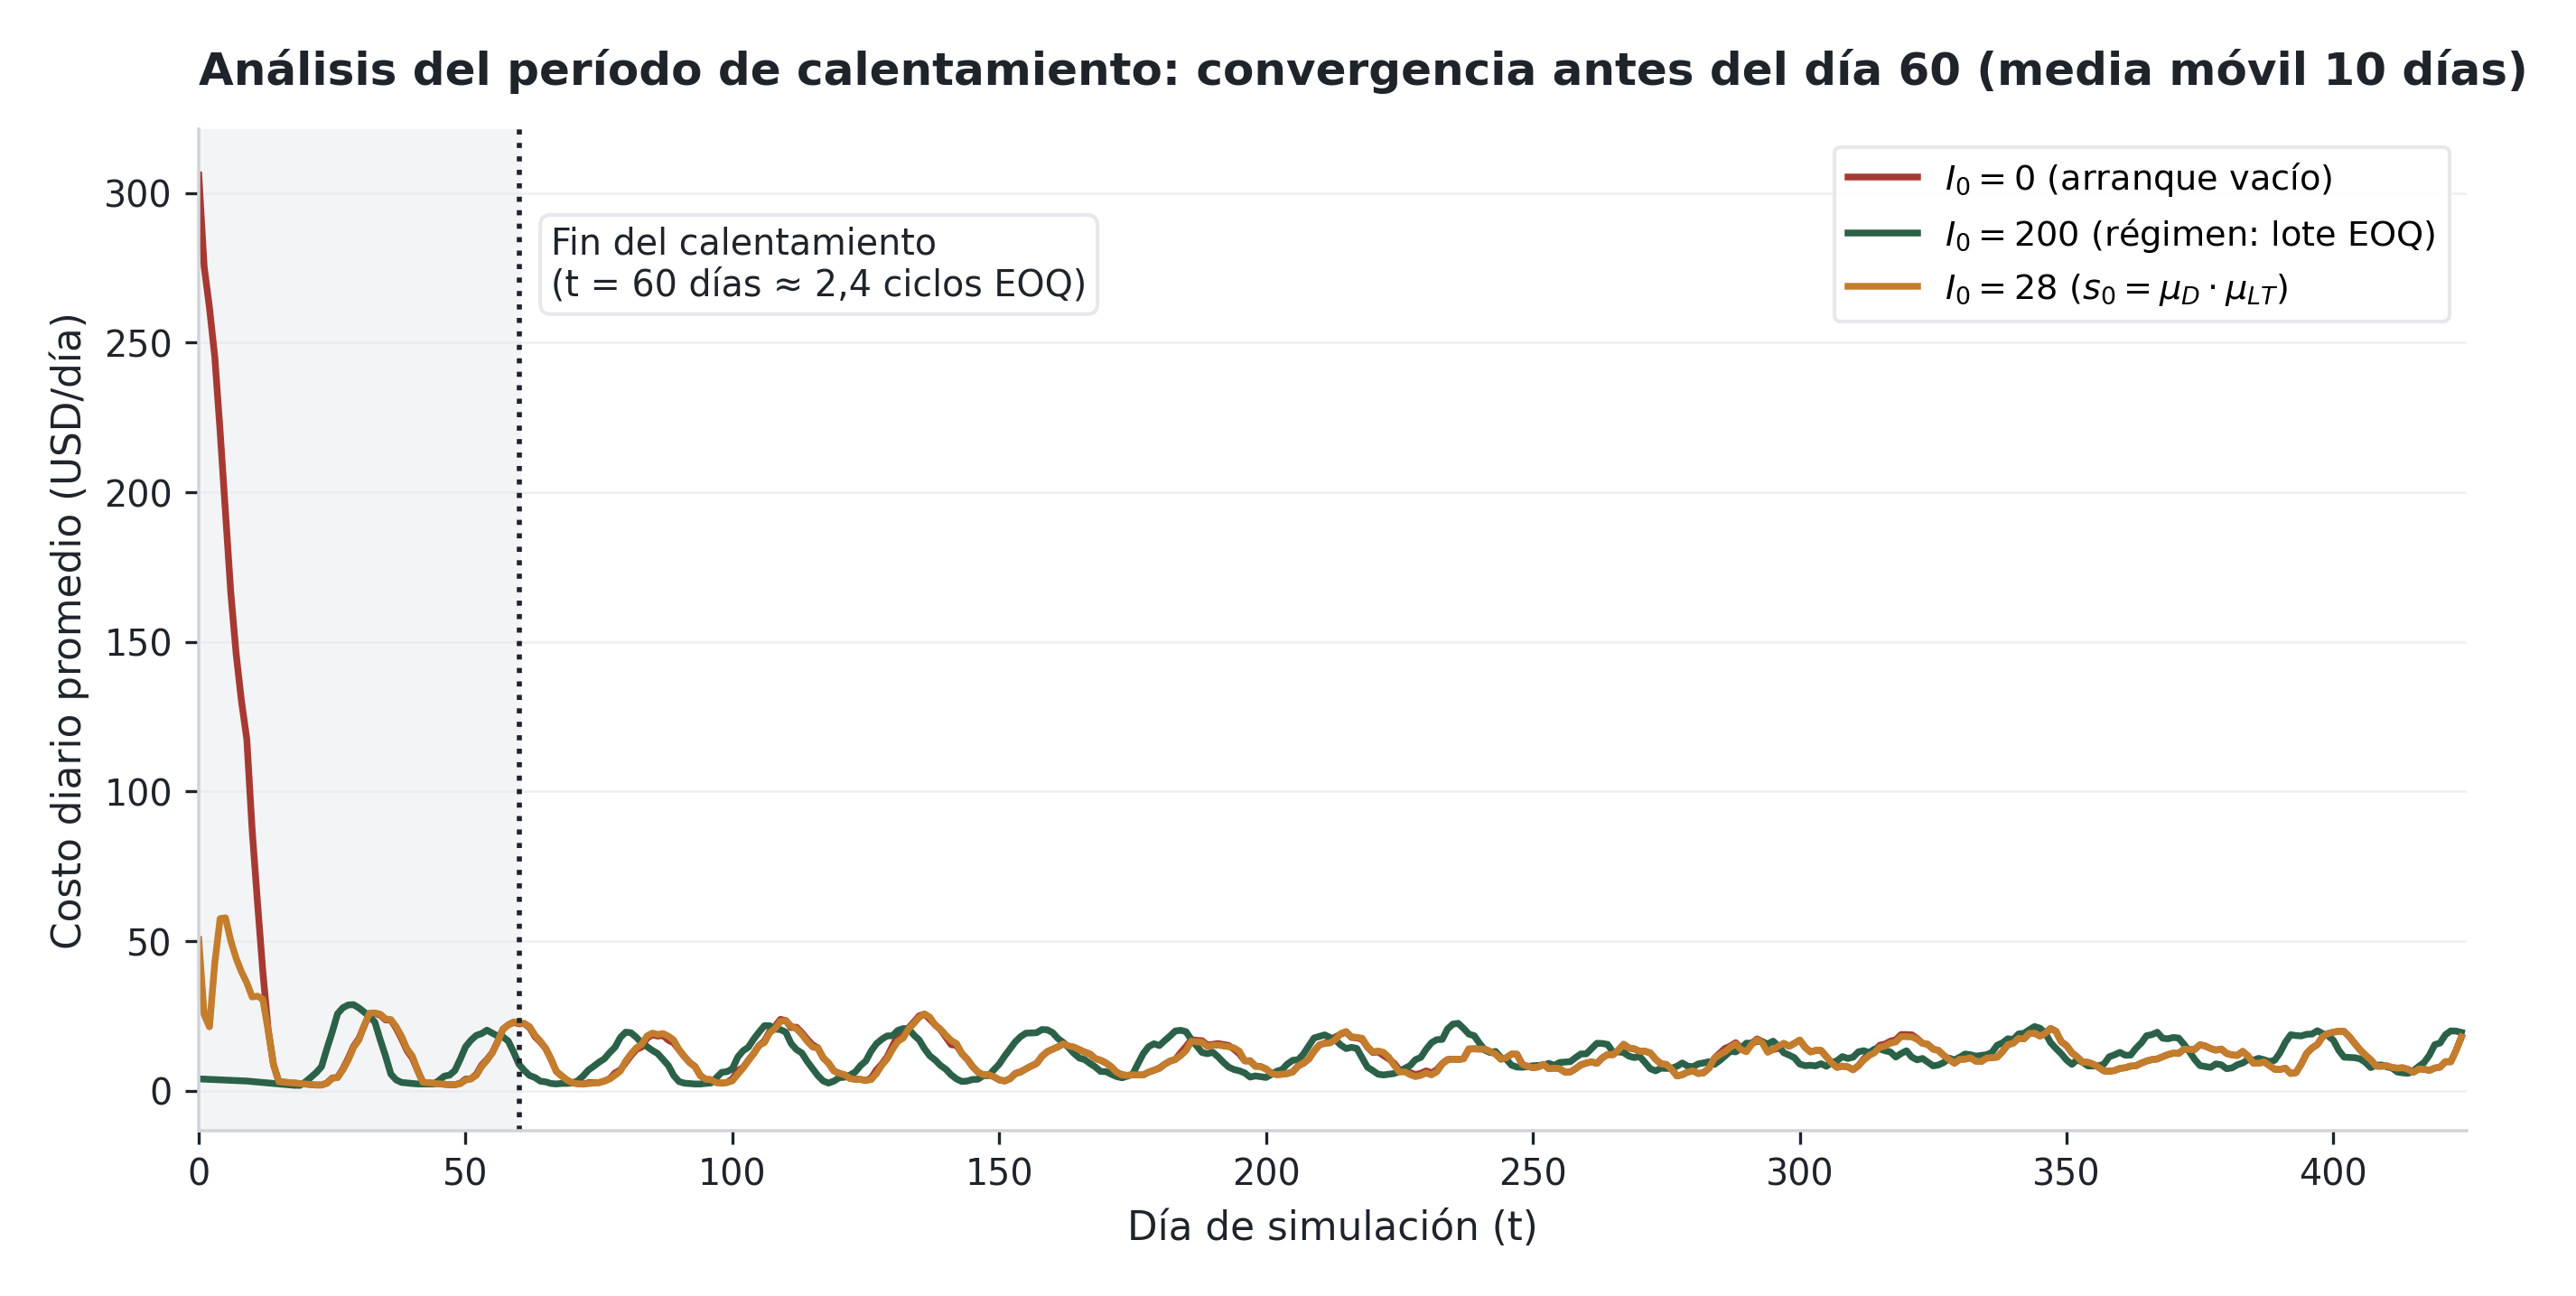 Análisis del período de calentamiento: convergencia antes del día 60 (media móvil 10 días)
Costo diario promedio (USD/día)
300
250
200
150
100
50
0
Fin del calentamiento
(t = 60 días ≈ 2,4 ciclos EOQ)
I₀ = 0 (arranque vacío)
I₀ = 200 (régimen: lote EOQ)
I₀ = 28 (s₀ = μ_D · μ_LT)
0 50 100 150 200 250 300 350 400
Día de simulación (t)